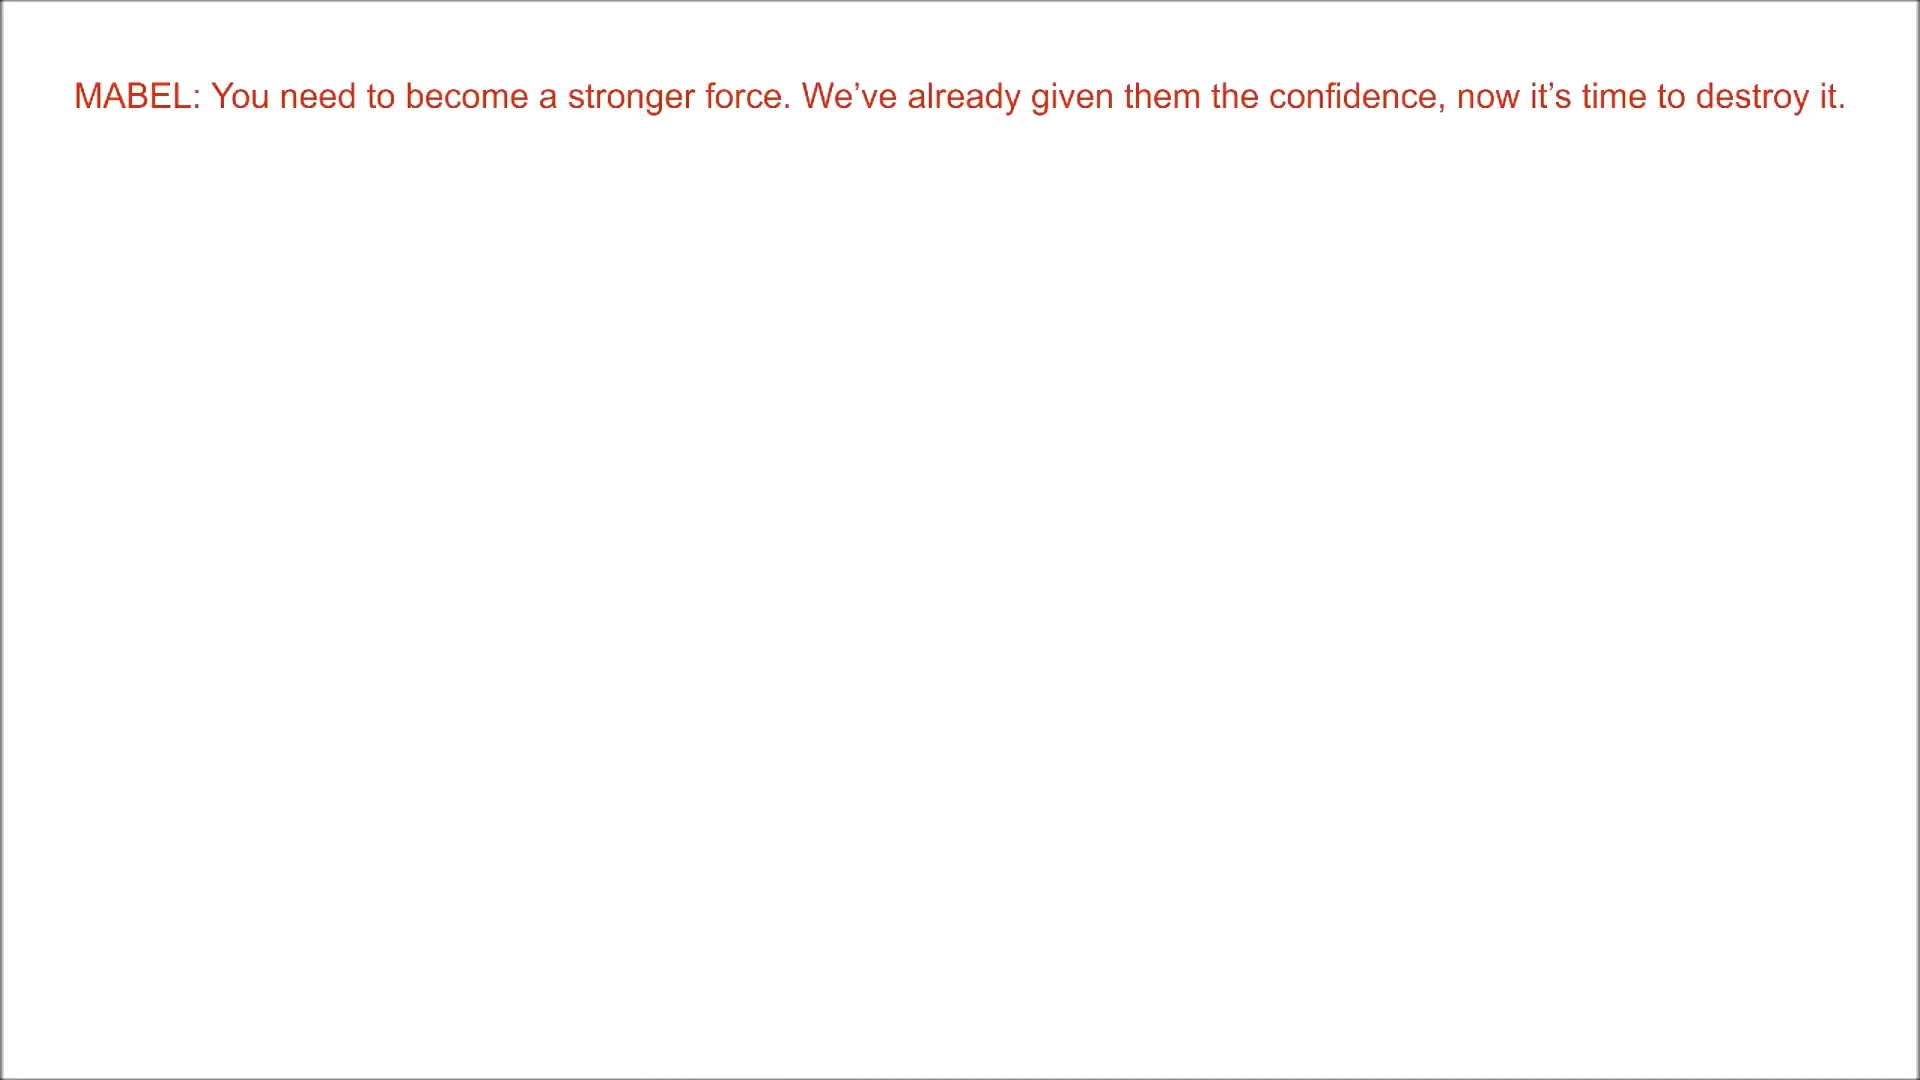 MABEL: You need to become a stronger force. We’ve already given them the confidence, now it’s time to destroy it.